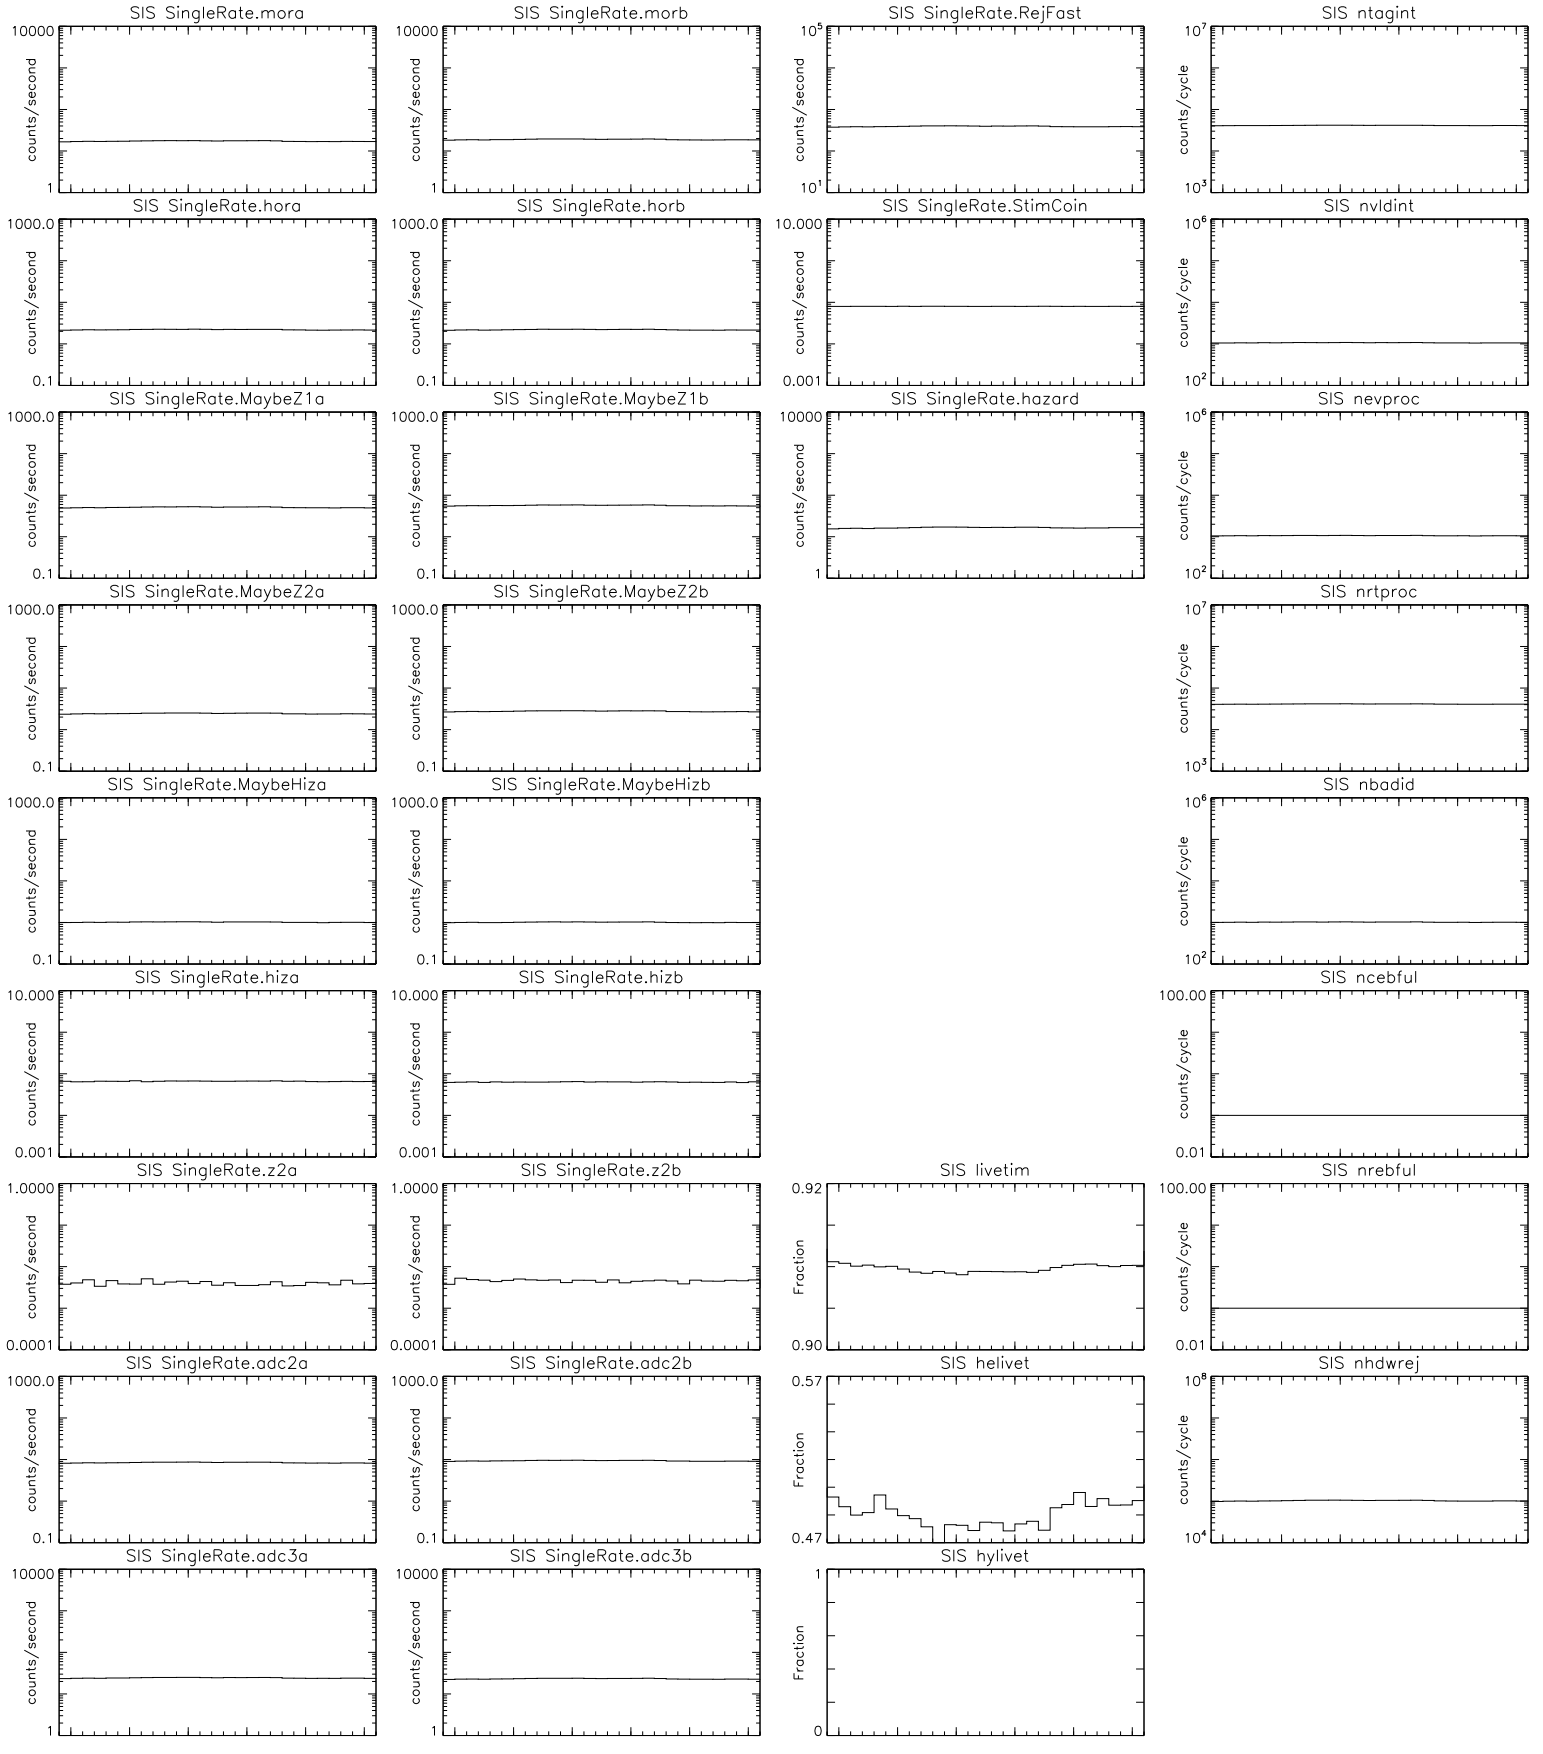 SIS SingleRate.mora
10000
counts/second
1
SIS SingleRate.morb
10000
counts/second
1
SIS SingleRate.RejFast
10⁵
counts/second
10¹
SIS ntagint
10⁷
counts/cycle
10³
SIS SingleRate.hora
1000.0
counts/second
0.1
SIS SingleRate.horb
1000.0
counts/second
0.1
SIS SingleRate.StimCoin
10.000
counts/second
0.001
SIS nvldint
10⁶
counts/cycle
10²
SIS SingleRate.MaybeZ1a
1000.0
counts/second
0.1
SIS SingleRate.MaybeZ1b
1000.0
counts/second
0.1
SIS SingleRate.hazard
10000
counts/second
1
SIS nevproc
10⁶
counts/cycle
10²
SIS SingleRate.MaybeZ2a
1000.0
counts/second
0.1
SIS SingleRate.MaybeZ2b
1000.0
counts/second
0.1
SIS nrtproc
10⁷
counts/cycle
10³
SIS SingleRate.MaybeHiza
1000.0
counts/second
0.1
SIS SingleRate.MaybeHizb
1000.0
counts/second
0.1
SIS nbadid
10⁶
counts/cycle
10²
SIS SingleRate.hiza
10.000
counts/second
0.001
SIS SingleRate.hizb
10.000
counts/second
0.001
SIS ncebful
100.00
counts/cycle
0.01
SIS SingleRate.z2a
1.0000
counts/second
0.0001
SIS SingleRate.z2b
1.0000
counts/second
0.0001
SIS livetim
0.92
Fraction
0.90
SIS nrebful
100.00
counts/cycle
0.01
SIS SingleRate.adc2a
1000.0
counts/second
0.1
SIS SingleRate.adc2b
1000.0
counts/second
0.1
SIS helivet
0.57
Fraction
0.47
SIS nhdwrej
10⁸
counts/cycle
10⁴
SIS SingleRate.adc3a
10000
counts/second
1
SIS SingleRate.adc3b
10000
counts/second
1
SIS hylivet
1
Fraction
0